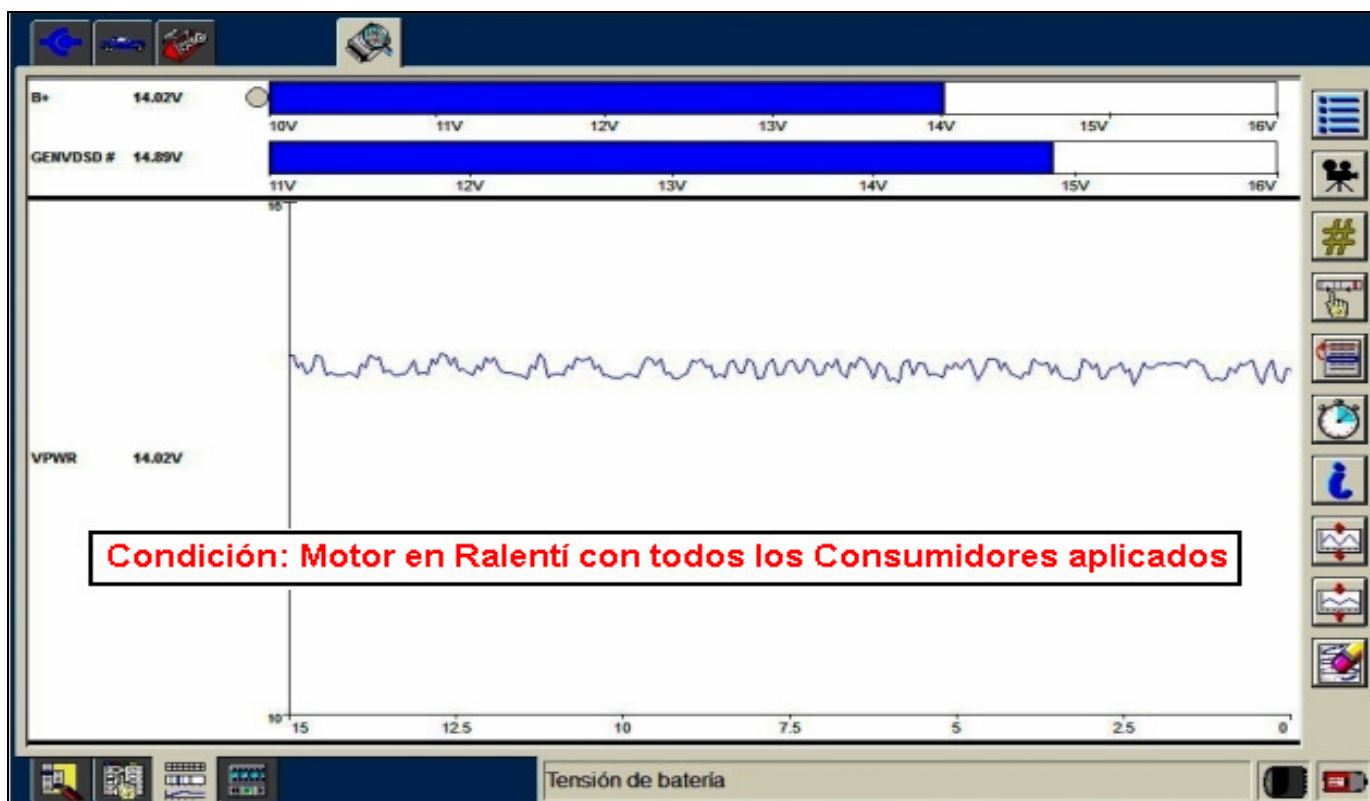 B+ 14.02V
10V 11V 12V 13V 14V 15V 16V
GENVDSD # 14.89V
11V 12V 13V 14V 15V 16V
16
VPWR 14.02V
Condición: Motor en Ralentí con todos los Consumidores aplicados
10
15 12.5 10 7.5 5 2.5 0
Tensión de batería